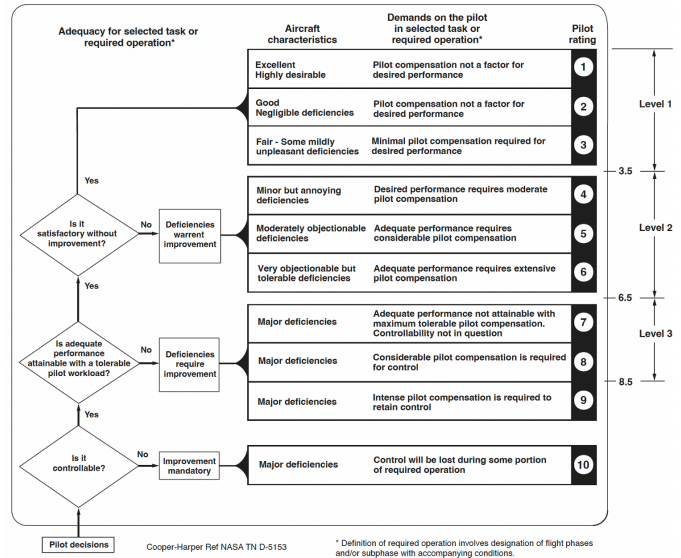 Adequacy for selected task or
required operation*
Aircraft
characteristics
Demands on the pilot
in selected task or
required operation*
Pilot
rating
Excellent
Highly desirable
Pilot compensation not a factor for
desired performance
1
Good
Negligible deficiencies
Pilot compensation not a factor for
desired performance
2
Fair - Some mildly
unpleasant deficiencies
Minimal pilot compensation required for
desired performance
3
Level 1
3.5
Yes
Is it
satisfactory without
improvement?
No
Deficiencies
warrent
improvement
Minor but annoying
deficiencies
Desired performance requires moderate
pilot compensation
4
Moderately objectionable
deficiencies
Adequate performance requires
considerable pilot compensation
5
Very objectionable but
tolerable deficiencies
Adequate performance requires extensive
pilot compensation
6
Level 2
6.5
Yes
Is adequate
performance
attainable with a tolerable
pilot workload?
No
Deficiencies
require
improvement
Major deficiencies
Adequate performance not attainable with
maximum tolerable pilot compensation.
Controllability not in question
7
Major deficiencies
Considerable pilot compensation is required
for control
8
Major deficiencies
Intense pilot compensation is required to
retain control
9
Level 3
8.5
Yes
Is it
controllable?
No
Improvement
mandatory
Major deficiencies
Control will be lost during some portion
of required operation
10
Pilot decisions
Cooper-Harper Ref NASA TN D-5153
* Definition of required operation involves designation of flight phases
and/or subphase with accompanying conditions.